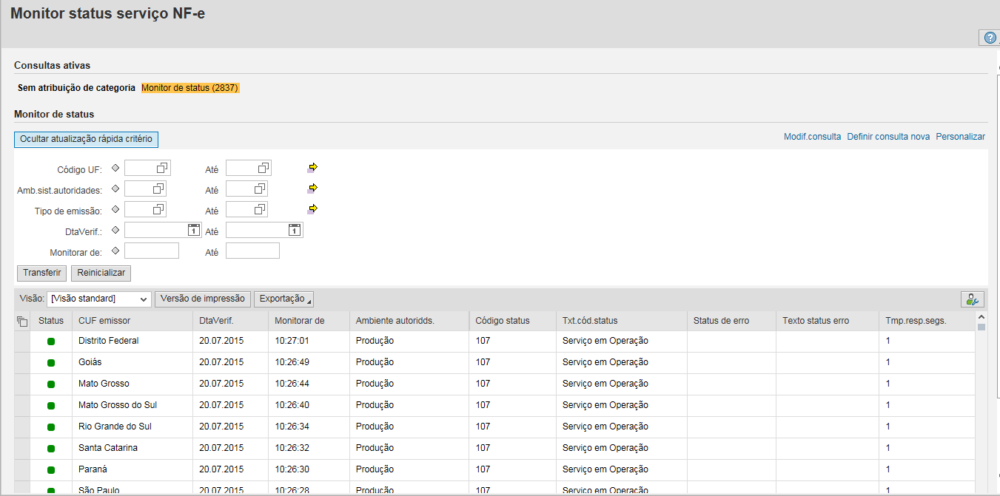 Monitor status serviço NF-e
?
Consultas ativas
Sem atribuição de categoria Monitor de status (2837)
Monitor de status
Ocultar atualização rápida critério Modif.consulta Definir consulta nova Personalizar
Código UF: Até
Amb.sist.autoridades: Até
Tipo de emissão: Até
DtaVerif.: 1 Até 1
Monitorar de: Até
Transferir Reinicializar
Visão: [Visão standard] Versão de impressão Exportação
Status CUF emissor DtaVerif. Monitorar de Ambiente autoridds. Código status Txt.cód.status Status de erro Texto status erro Tmp.resp.segs.
Distrito Federal 20.07.2015 10:27:01 Produção 107 Serviço em Operação 1
Goiás 20.07.2015 10:26:49 Produção 107 Serviço em Operação 1
Mato Grosso 20.07.2015 10:26:44 Produção 107 Serviço em Operação 1
Mato Grosso do Sul 20.07.2015 10:26:40 Produção 107 Serviço em Operação 1
Rio Grande do Sul 20.07.2015 10:26:34 Produção 107 Serviço em Operação 1
Santa Catarina 20.07.2015 10:26:32 Produção 107 Serviço em Operação 1
Paraná 20.07.2015 10:26:30 Produção 107 Serviço em Operação 1
São Paulo 20.07.2015 10:26:28 Produção 107 Serviço em Operação 1